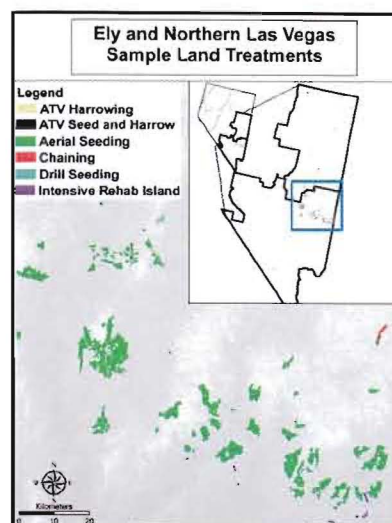 Ely and Northern Las Vegas
Sample Land Treatments
Legend
ATV Harrowing
ATV Seed and Harrow
Aerial Seeding
Chaining
Drill Seeding
Intensive Rehab Island
Kilometers
0 10 20